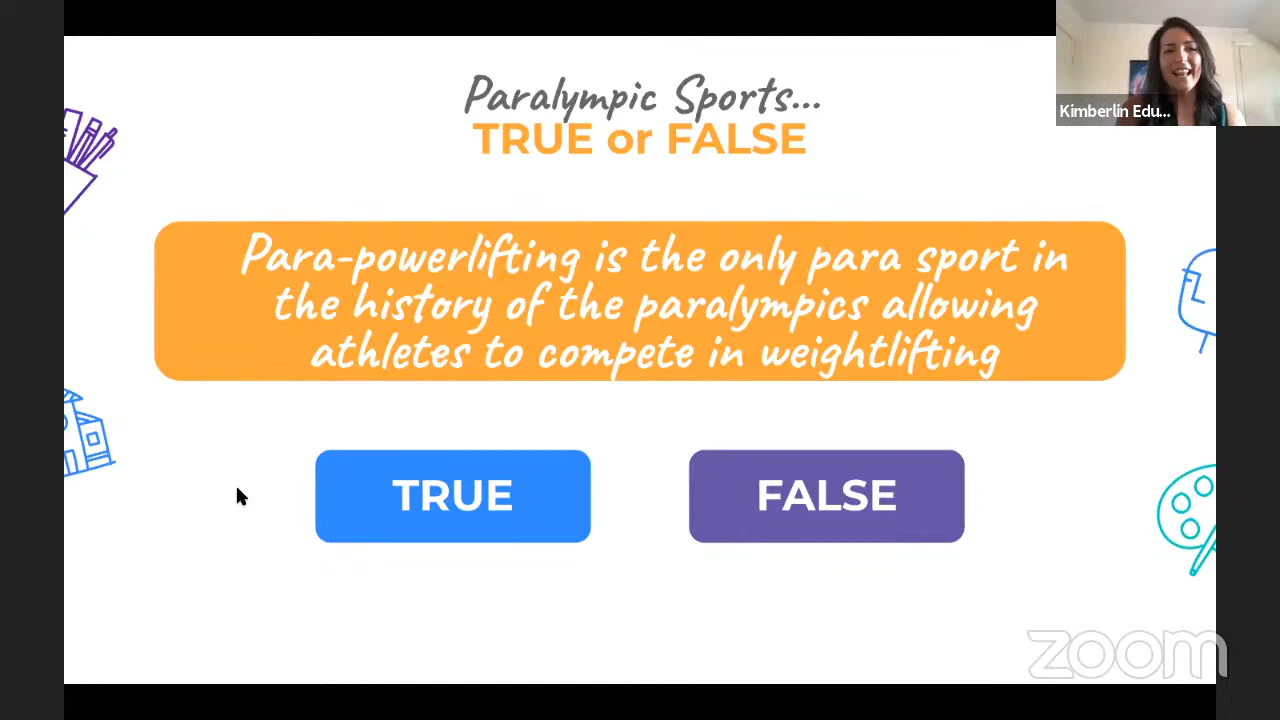 Paralympic Sports...
TRUE or FALSE
Kimberlin Edu...
Para-powerlifting is the only para sport in
the history of the paralympics allowing
athletes to compete in weightlifting
TRUE
FALSE
zoom